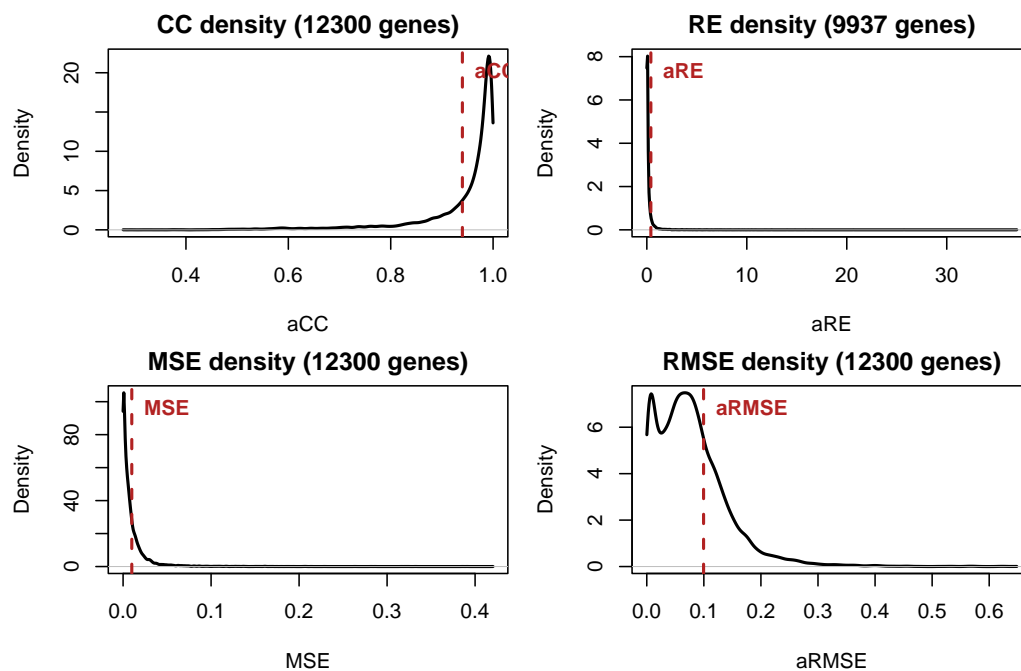 CC density (12300 genes)
Density
0
5
10
20
aCC
0.4
0.6
0.8
1.0
aCC
RE density (9937 genes)
Density
0
2
4
6
8
aRE
0
10
20
30
aRE
MSE density (12300 genes)
Density
0
40
80
MSE
0.0
0.1
0.2
0.3
0.4
MSE
RMSE density (12300 genes)
Density
0
2
4
6
aRMSE
0.0
0.1
0.2
0.3
0.4
0.5
0.6
aRMSE